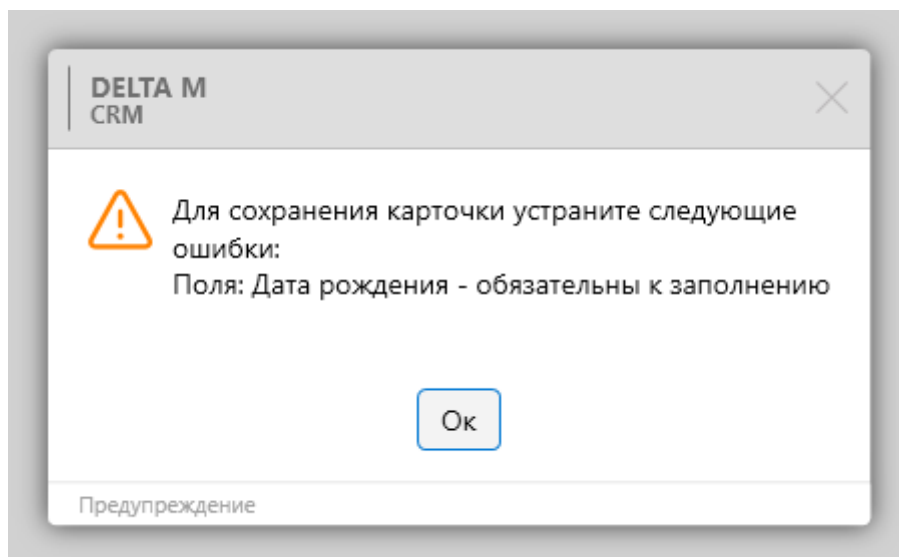 DELTA M
CRM
Для сохранения карточки устраните следующие
ошибки:
Поля: Дата рождения - обязательны к заполнению
Ок
Предупреждение